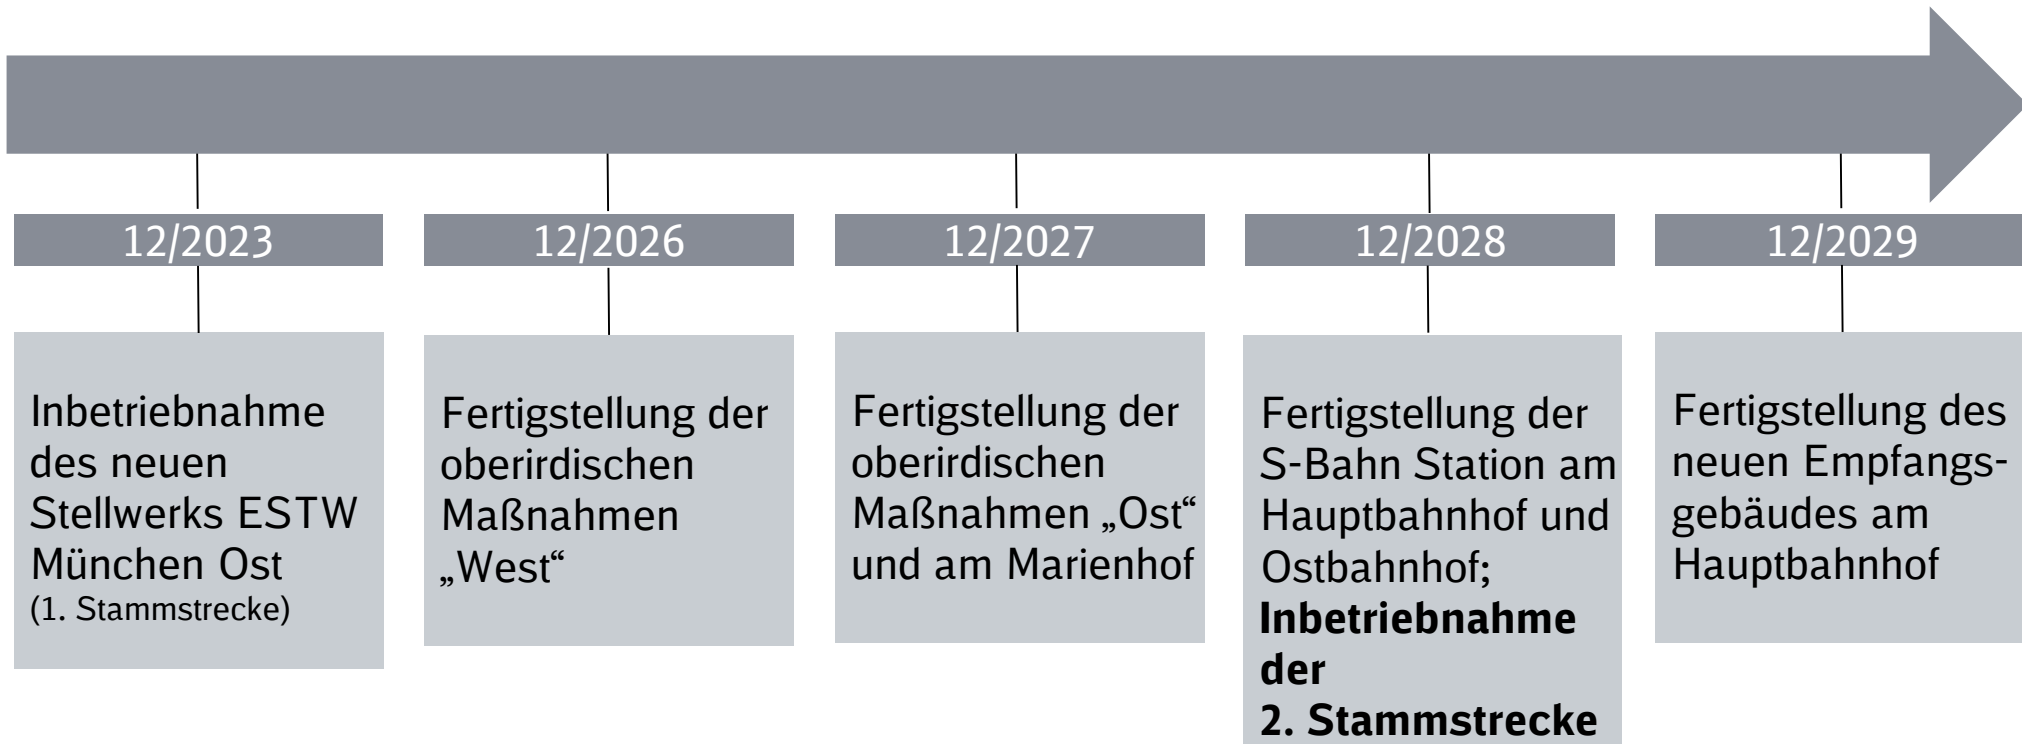 12/2023
12/2026
12/2027
12/2028
12/2029
Inbetriebnahme
des neuen
Stellwerks ESTW
München Ost
(1. Stammstrecke)
Fertigstellung der
oberirdischen
Maßnahmen
„West“
Fertigstellung der
oberirdischen
Maßnahmen „Ost“
und am Marienhof
Fertigstellung der
S-Bahn Station am
Hauptbahnhof und
Ostbahnhof;
Inbetriebnahme
der
2. Stammstrecke
Fertigstellung des
neuen Empfangs-
gebäudes am
Hauptbahnhof